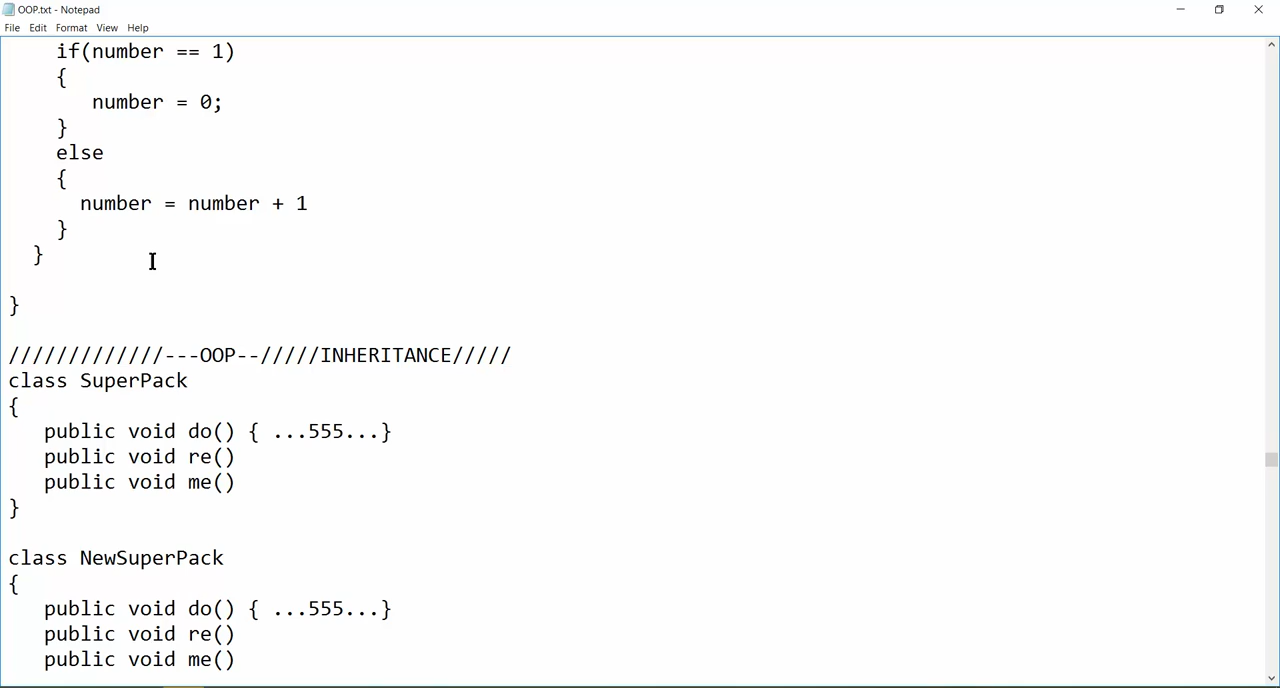 OOP.txt - Notepad
File Edit Format View Help
if(number == 1)
{
number = 0;
}
else
{
number = number + 1
}
}
}
/////////////---OOP--/////INHERITANCE/////
class SuperPack
{
public void do() { ...555...}
public void re()
public void me()
}
class NewSuperPack
{
public void do() { ...555...}
public void re()
public void me()